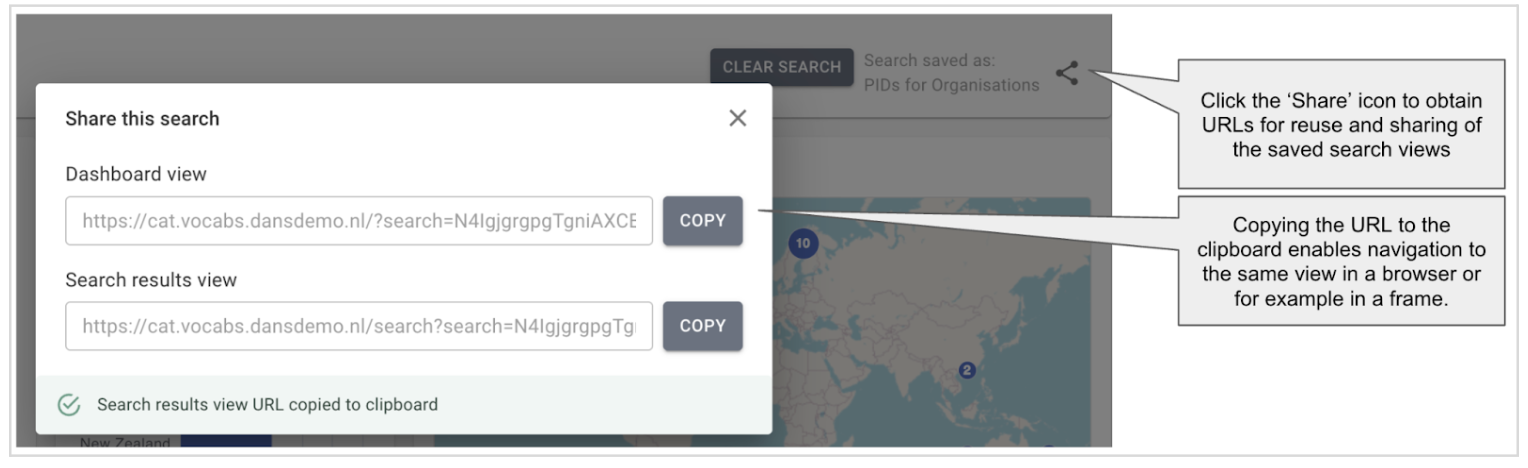 CLEAR SEARCH
Search saved as:
PIDs for Organisations
Share this search
Dashboard view
https://cat.vocabs.dansdemo.nl/?search=N4IgjgrgpgTgniAXCE
COPY
Search results view
https://cat.vocabs.dansdemo.nl/search?search=N4IgjgrgpgTg
COPY
Search results view URL copied to clipboard
New Zealand
10
2
Click the ‘Share’ icon to obtain
URLs for reuse and sharing of
the saved search views
Copying the URL to the
clipboard enables navigation to
the same view in a browser or
for example in a frame.